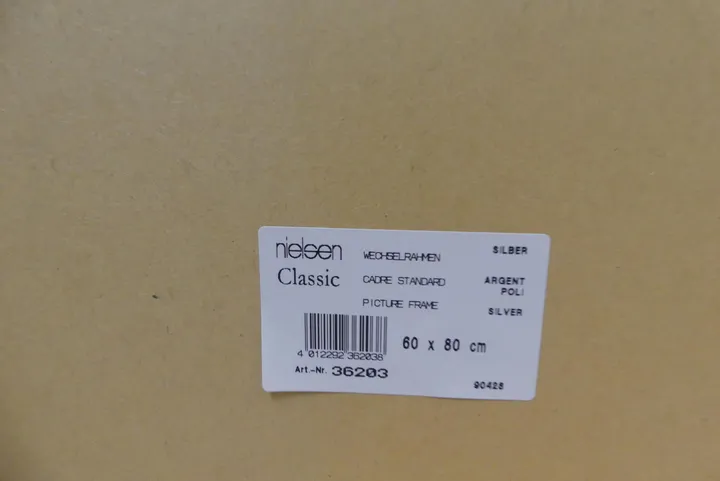 nielsen
Classic
WECHSELRAHMEN
SILBER
CADRE STANDARD
ARGENT
POLI
PICTURE FRAME
SILVER
4 012292 362038
60 x 80 cm
Art.-Nr. 36203
90428